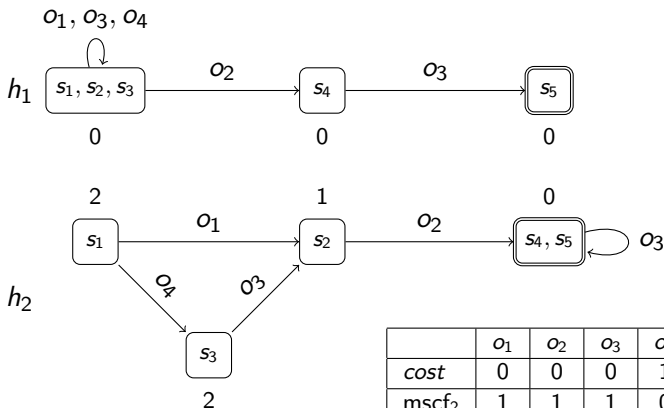 o₁, o₃, o₄
h₁
s₁, s₂, s₃
o₂
s₄
o₃
s₅
0
0
0
2
1
0
s₁
o₁
s₂
o₂
s₄, s₅
o₃
o₄
o₃
h₂
s₃
2
o₁ o₂ o₃
cost 0 0 0 1
mscf₂ 1 1 1 0